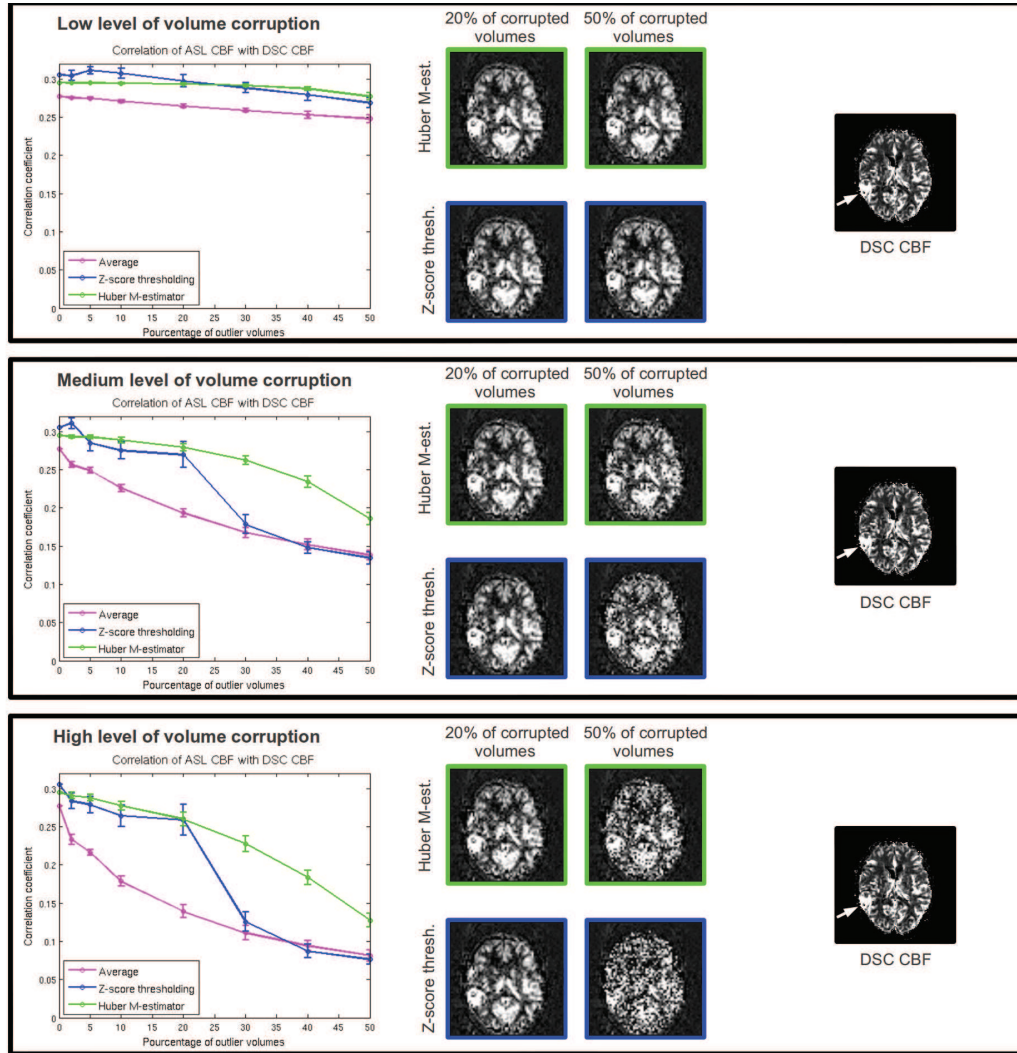 Low level of volume corruption
Correlation of ASL CBF with DSC CBF
0.3
0.25
0.2
0.15
0.1
0.05
0
Correlation coefficient
Average
Z-score thresholding
Huber M-estimator
0 5 10 15 20 25 30 35 40 45 50
Pourcentage of outlier volumes
20% of corrupted
volumes
50% of corrupted
volumes
Huber M-est.
Z-score thresh.
DSC CBF
Medium level of volume corruption
Correlation of ASL CBF with DSC CBF
0.3
0.25
0.2
0.15
0.1
0.05
0
Correlation coefficient
Average
Z-score thresholding
Huber M-estimator
0 5 10 15 20 25 30 35 40 45 50
Pourcentage of outlier volumes
20% of corrupted
volumes
50% of corrupted
volumes
Huber M-est.
Z-score thresh.
DSC CBF
High level of volume corruption
Correlation of ASL CBF with DSC CBF
0.3
0.25
0.2
0.15
0.1
0.05
0
Correlation coefficient
Average
Z-score thresholding
Huber M-estimator
0 5 10 15 20 25 30 35 40 45 50
Pourcentage of outlier volumes
20% of corrupted
volumes
50% of corrupted
volumes
Huber M-est.
Z-score thresh.
DSC CBF